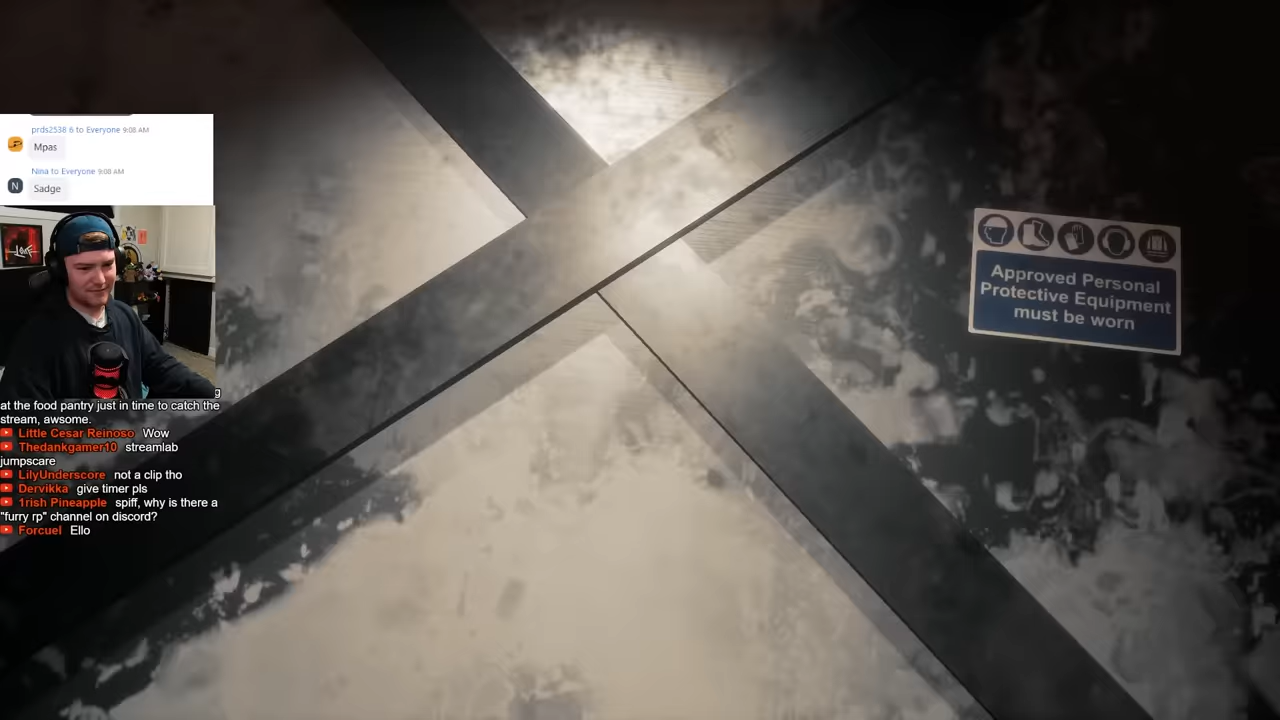 prds2538 6 to Everyone 9:08 AM
Mpas
Nina to Everyone 9:08 AM
N
Sadge
g
at the food pantry just in time to catch the
stream, awsome.
Little Cesar Reinoso Wow
Thedankgamer10 streamlab
jumpscare
LilyUnderscore not a clip tho
Dervikka give timer pls
1rish Pineapple spiff, why is there a
"furry rp" channel on discord?
Forcuel Ello
Approved Personal
Protective Equipment
must be worn